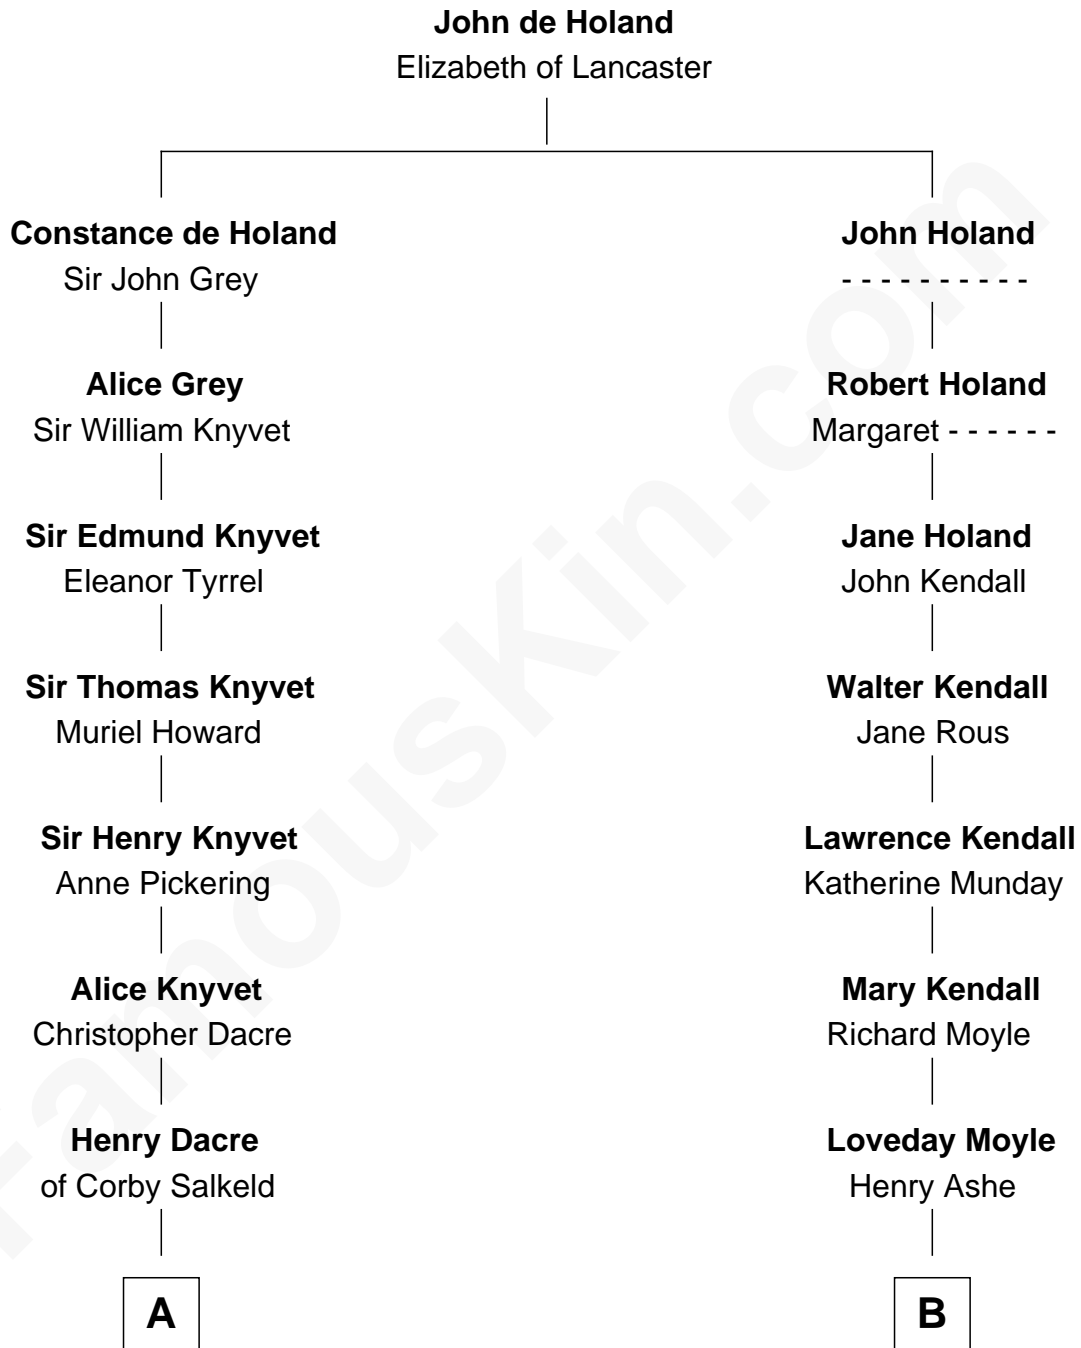 John de Holand
Elizabeth of Lancaster
Constance de Holand
Sir John Grey
John Holand
- - - - - - - - - -
Alice Grey
Sir William Knyvet
Robert Holand
Margaret - - - - - -
Sir Edmund Knyvet
Eleanor Tyrrel
Jane Holand
John Kendall
Sir Thomas Knyvet
Muriel Howard
Walter Kendall
Jane Rous
Sir Henry Knyvet
Anne Pickering
Lawrence Kendall
Katherine Munday
Alice Knyvet
Christopher Dacre
Mary Kendall
Richard Moyle
Henry Dacre
of Corby Salkeld
Loveday Moyle
Henry Ashe
A
B
FamousKin.com